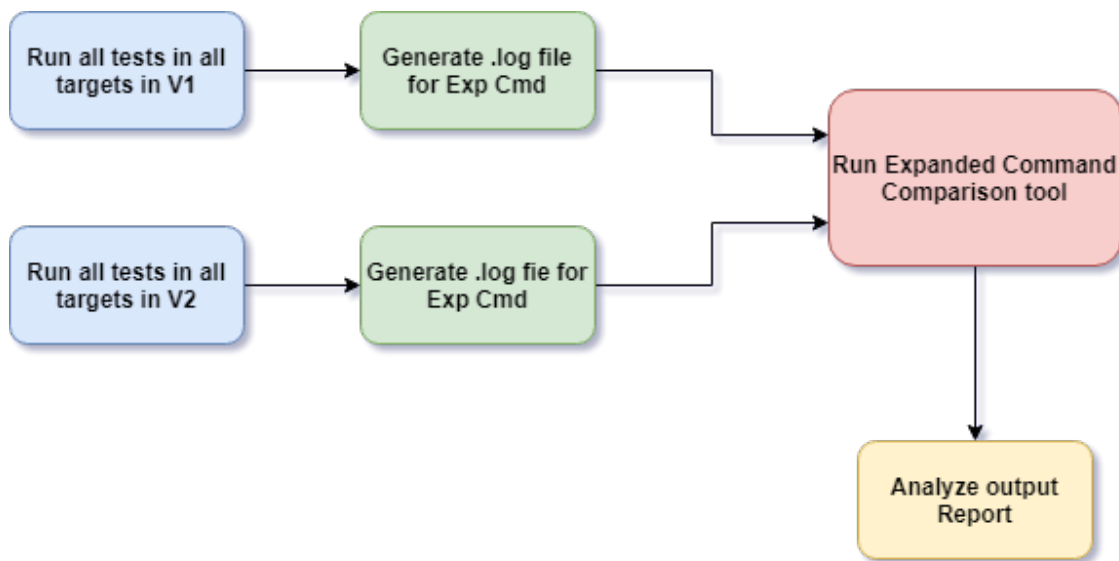 Run all tests in all
targets in V1
Generate .log file
for Exp Cmd
Run Expanded Command
Comparison tool
Run all tests in all
targets in V2
Generate .log fie for
Exp Cmd
Analyze output
Report